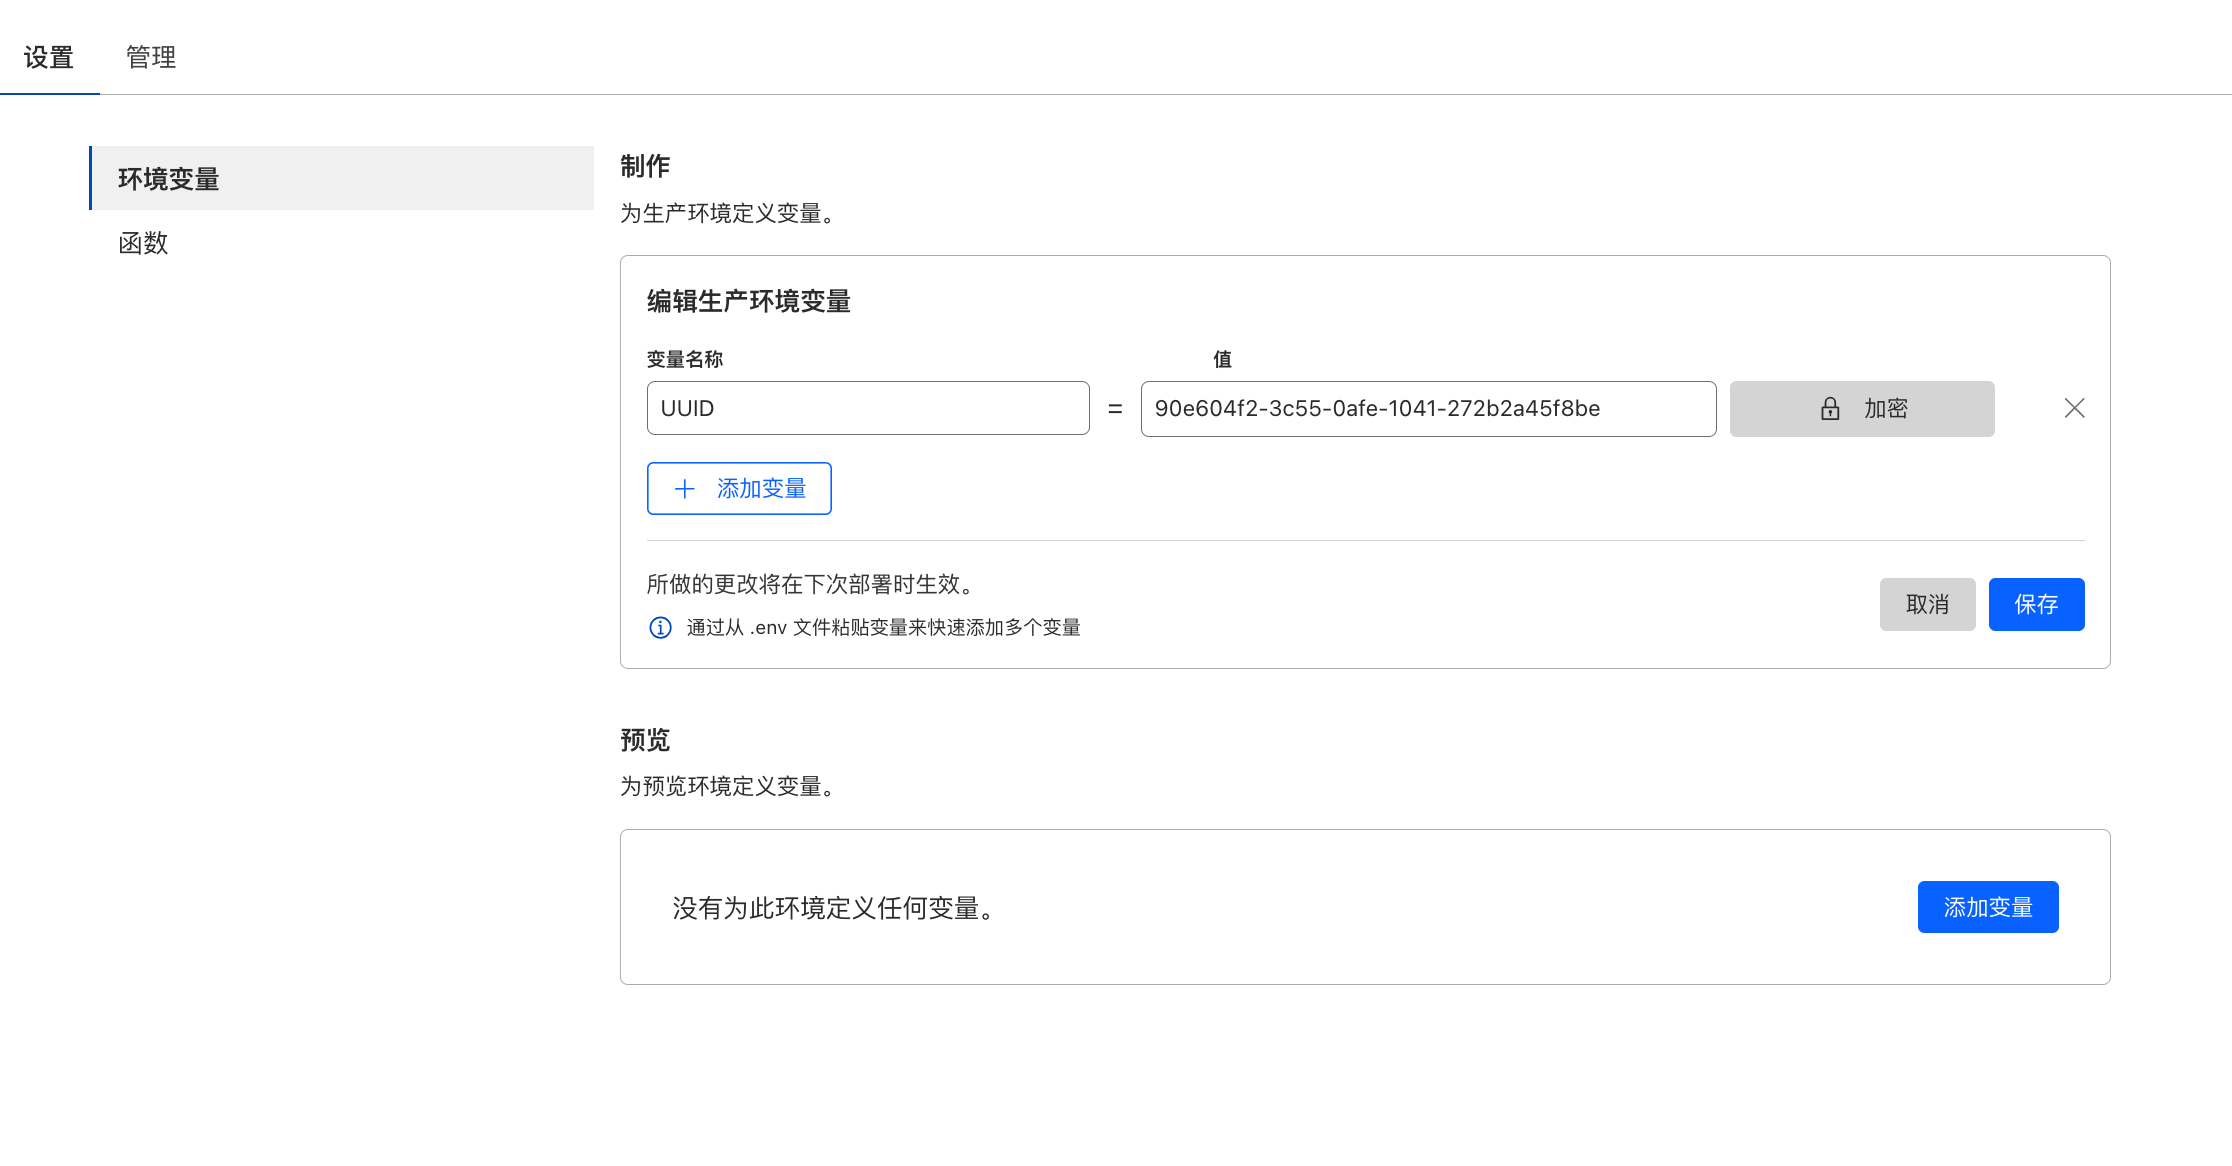 设置
管理
环境变量
函数
制作
为生产环境定义变量。
编辑生产环境变量
变量名称
值
UUID
=
90e604f2-3c55-0afe-1041-272b2a45f8be
加密
添加变量
所做的更改将在下次部署时生效。
通过从 .env 文件粘贴变量来快速添加多个变量
取消
保存
预览
为预览环境定义变量。
没有为此环境定义任何变量。
添加变量